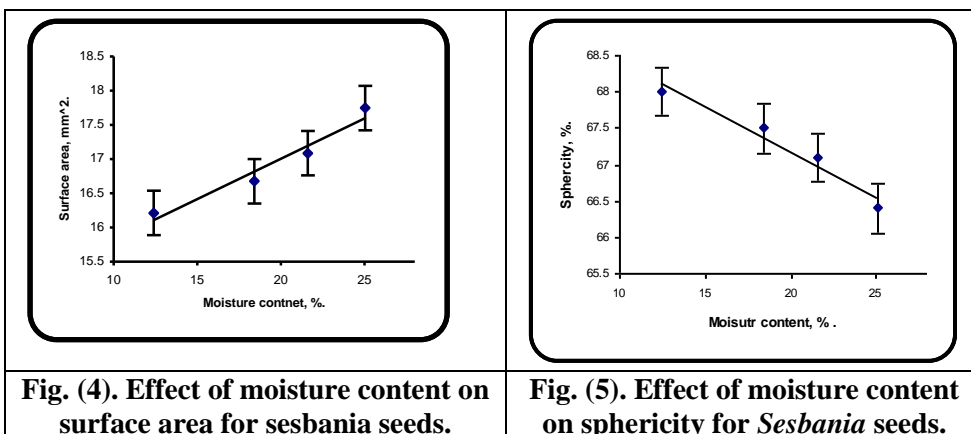 18.5
18
17.5
17
16.5
16
15.5
10 15 20 25
Surface area, mm^2.
Moisture contnet, %.
Fig. (4). Effect of moisture content on
surface area for sesbania seeds.
68.5
68
67.5
67
66.5
66
65.5
10 15 20 25
Sphercity, %.
Moisutr content, % .
Fig. (5). Effect of moisture content
on sphericity for Sesbania seeds.